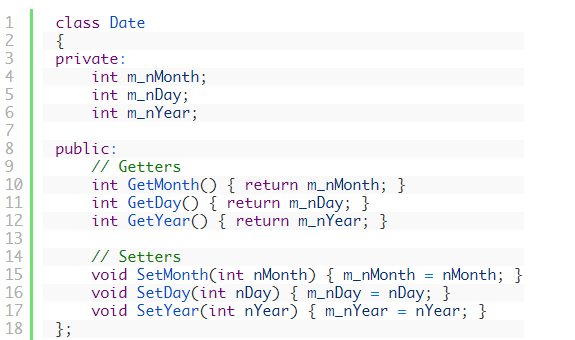 1 class Date
2 {
3 private:
4     int m_nMonth;
5     int m_nDay;
6     int m_nYear;
7
8 public:
9     // Getters
10     int GetMonth() { return m_nMonth; }
11     int GetDay() { return m_nDay; }
12     int GetYear() { return m_nYear; }
13
14     // Setters
15     void SetMonth(int nMonth) { m_nMonth = nMonth; }
16     void SetDay(int nDay) { m_nDay = nDay; }
17     void SetYear(int nYear) { m_nYear = nYear; }
18 };